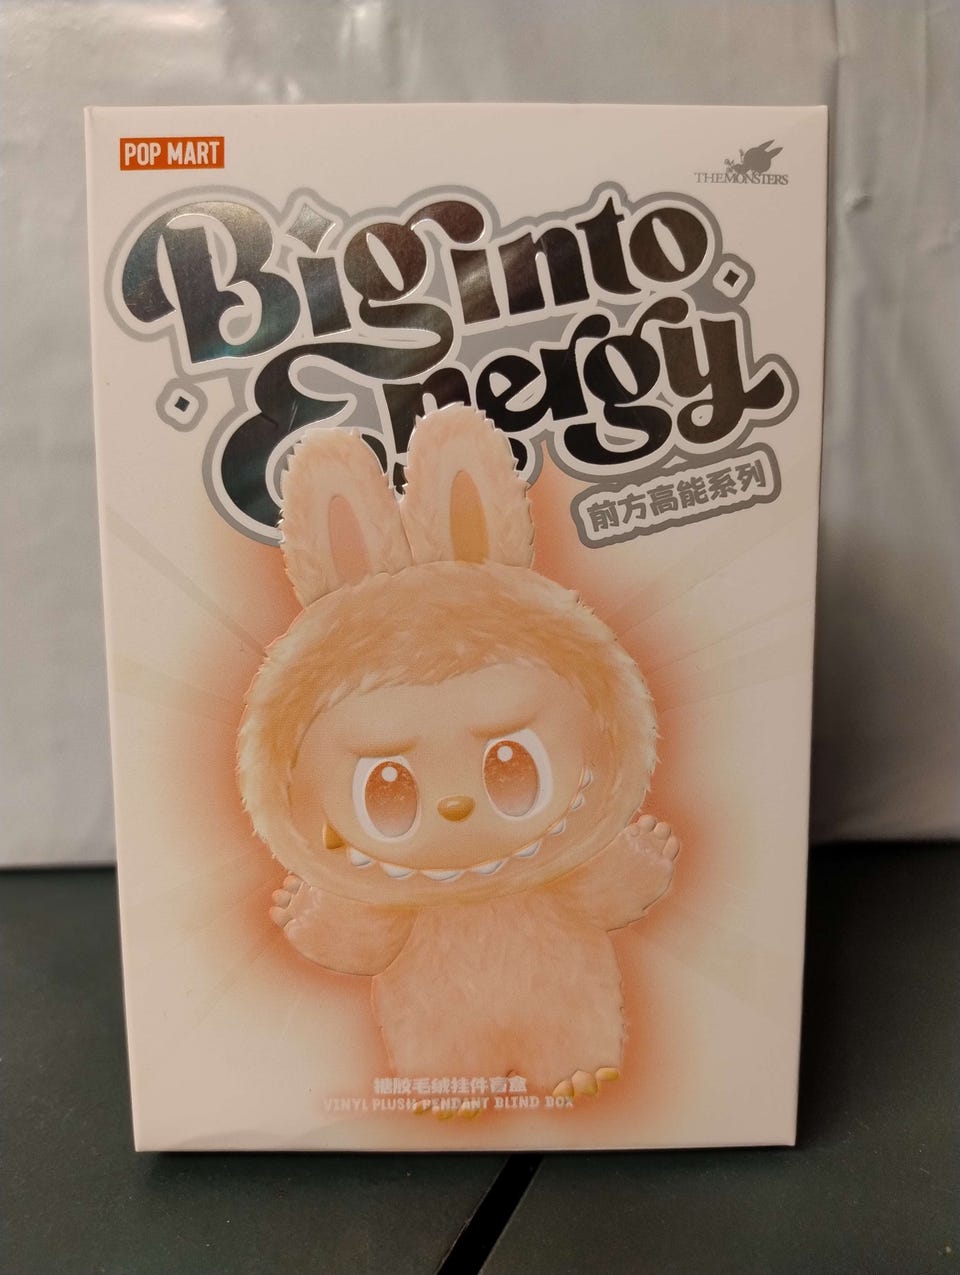 POP MART
THE MONSTERS
Big into
Energy
前方高能系列
搪胶毛绒挂件盲盒
VINYL PLUSH PENDANT BLIND BOX